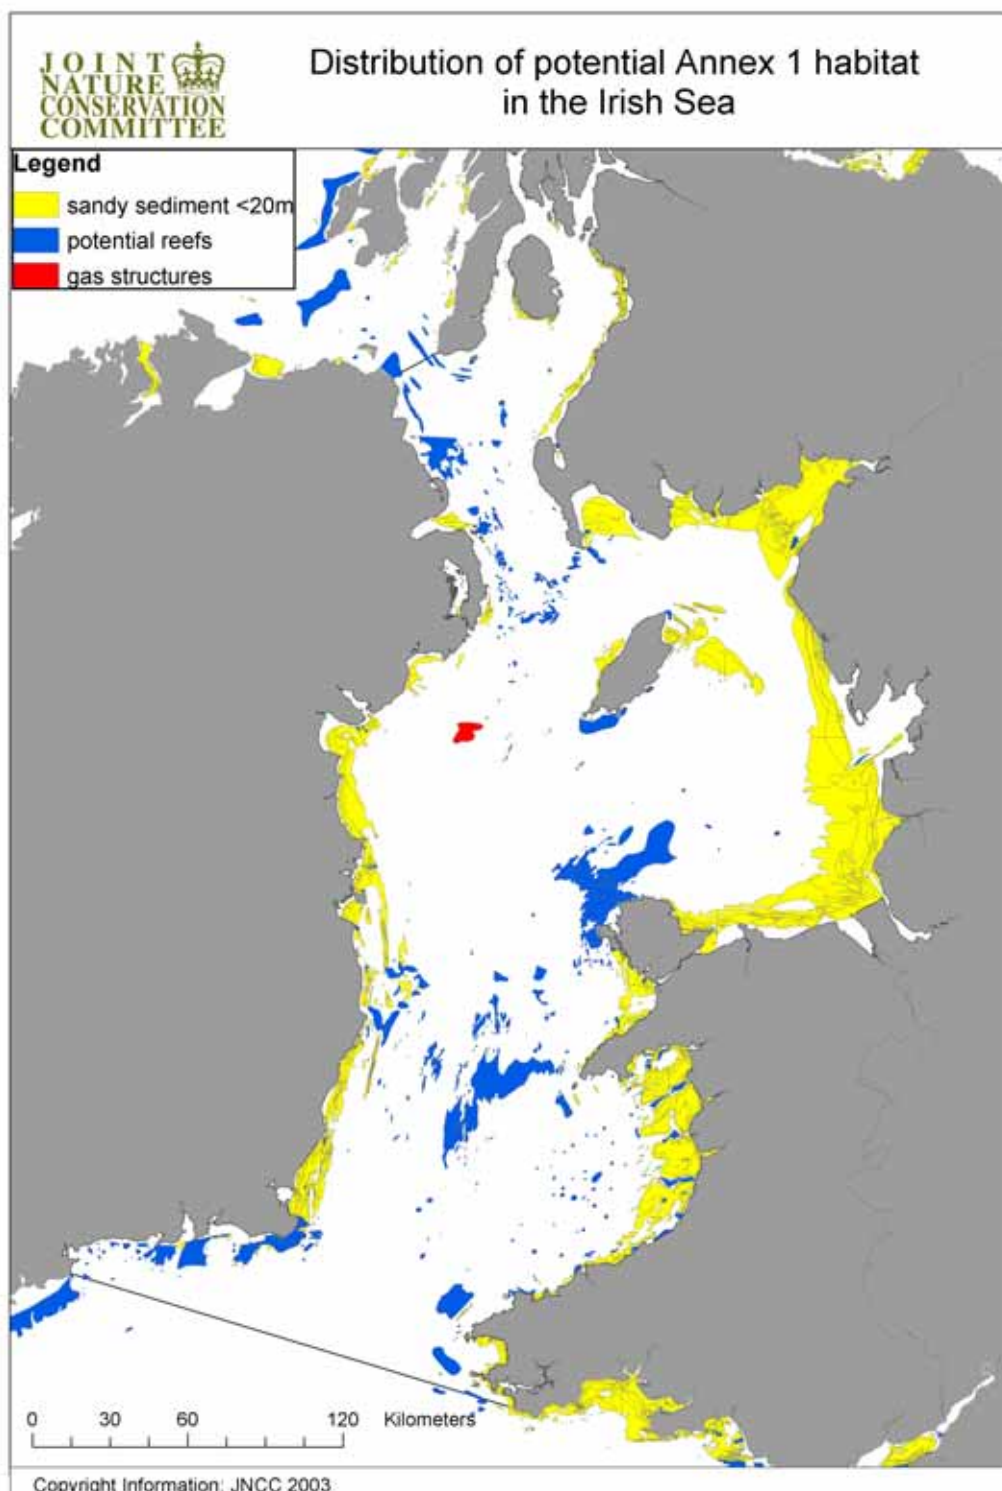 JOINT
NATURE
CONSERVATION
COMMITTEE
Distribution of potential Annex 1 habitat
in the Irish Sea
Legend
sandy sediment <20m
potential reefs
gas structures
0 30 60 120 Kilometers
Copyright Information: JNCC 2003